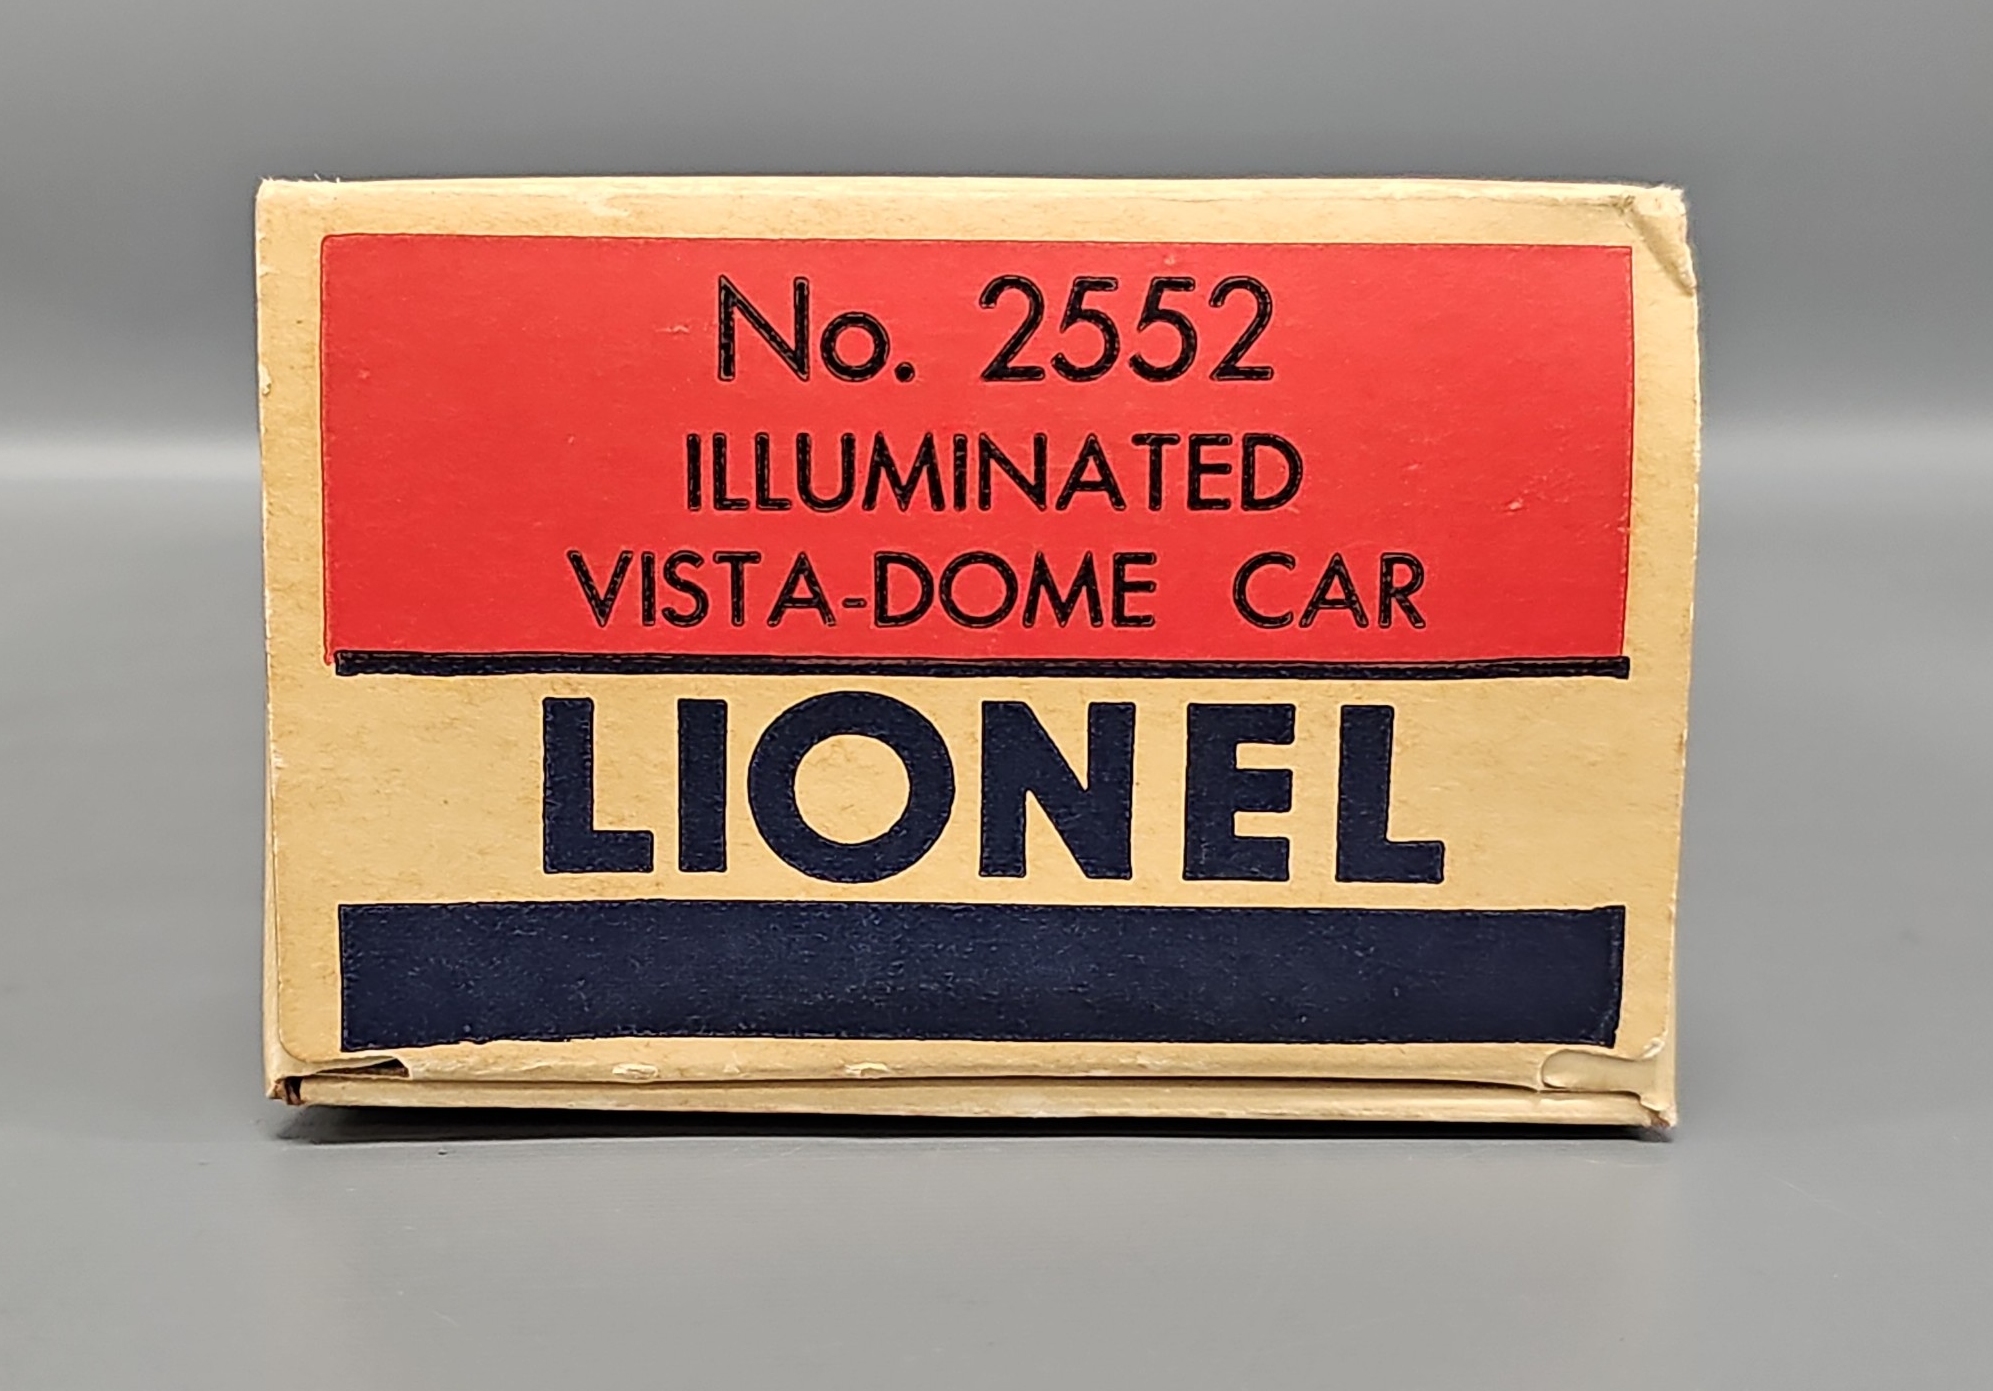 No. 2552
ILLUMINATED
VISTA-DOME CAR
LIONEL